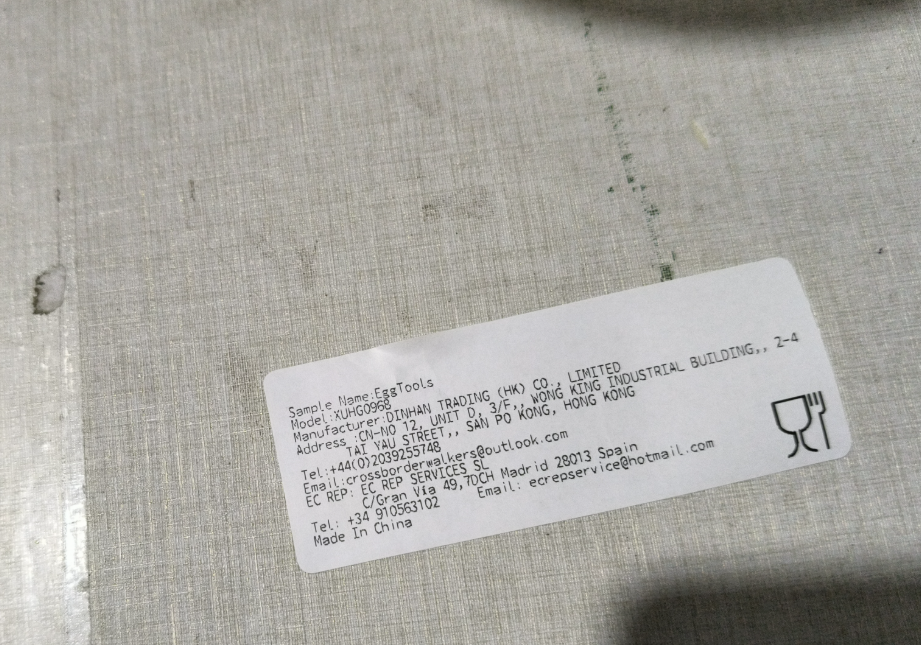 Sample Name:EggTools
Model:XUHG0968
Manufacturer:DINHAN TRADING (HK) CO., LIMITED
Address :CN-NO 12, UNIT D, 3/F,, WONG KING INDUSTRIAL BUILDING,, 2-4
TAI YAU STREET,, SAN PO KONG, HONG KONG
Tel:+44(0)2039255748
Email:crossborderwalkers@outlook.com
EC REP: EC REP SERVICES SL
C/Gran Vía 49,7DCH Madrid 28013 Spain
Tel: +34 910563102 Email: ecrepservice@hotmail.com
Made In China